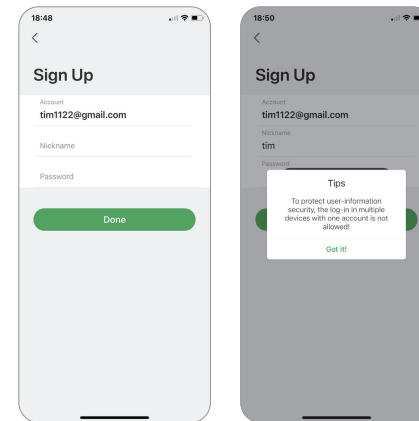 18:48
Sign Up
Account
tim1122@gmail.com
Nickname
Password
Done
18:50
Sign Up
Account
tim1122@gmail.com
Nickname
tim
Password
Tips
To protect user-information
security, the log-in in multiple
devices with one account is not
allowed!
Got it!